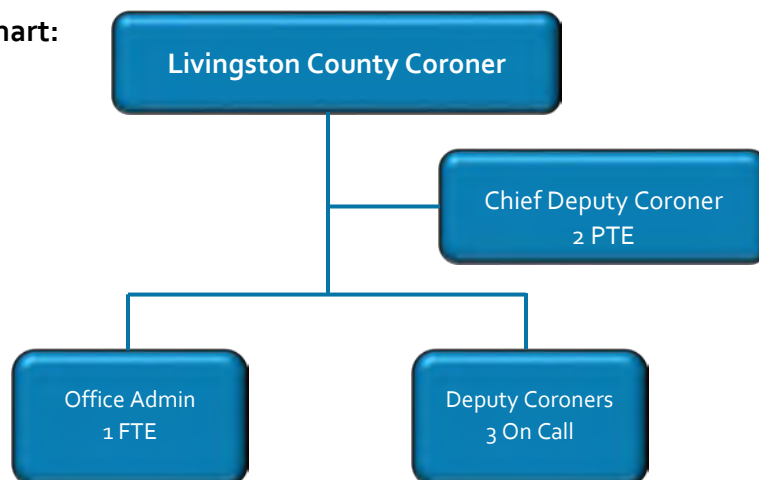 hart:
Livingston County Coroner
Chief Deputy Coroner
2 PTE
Office Admin
1 FTE
Deputy Coroners
3 On Call